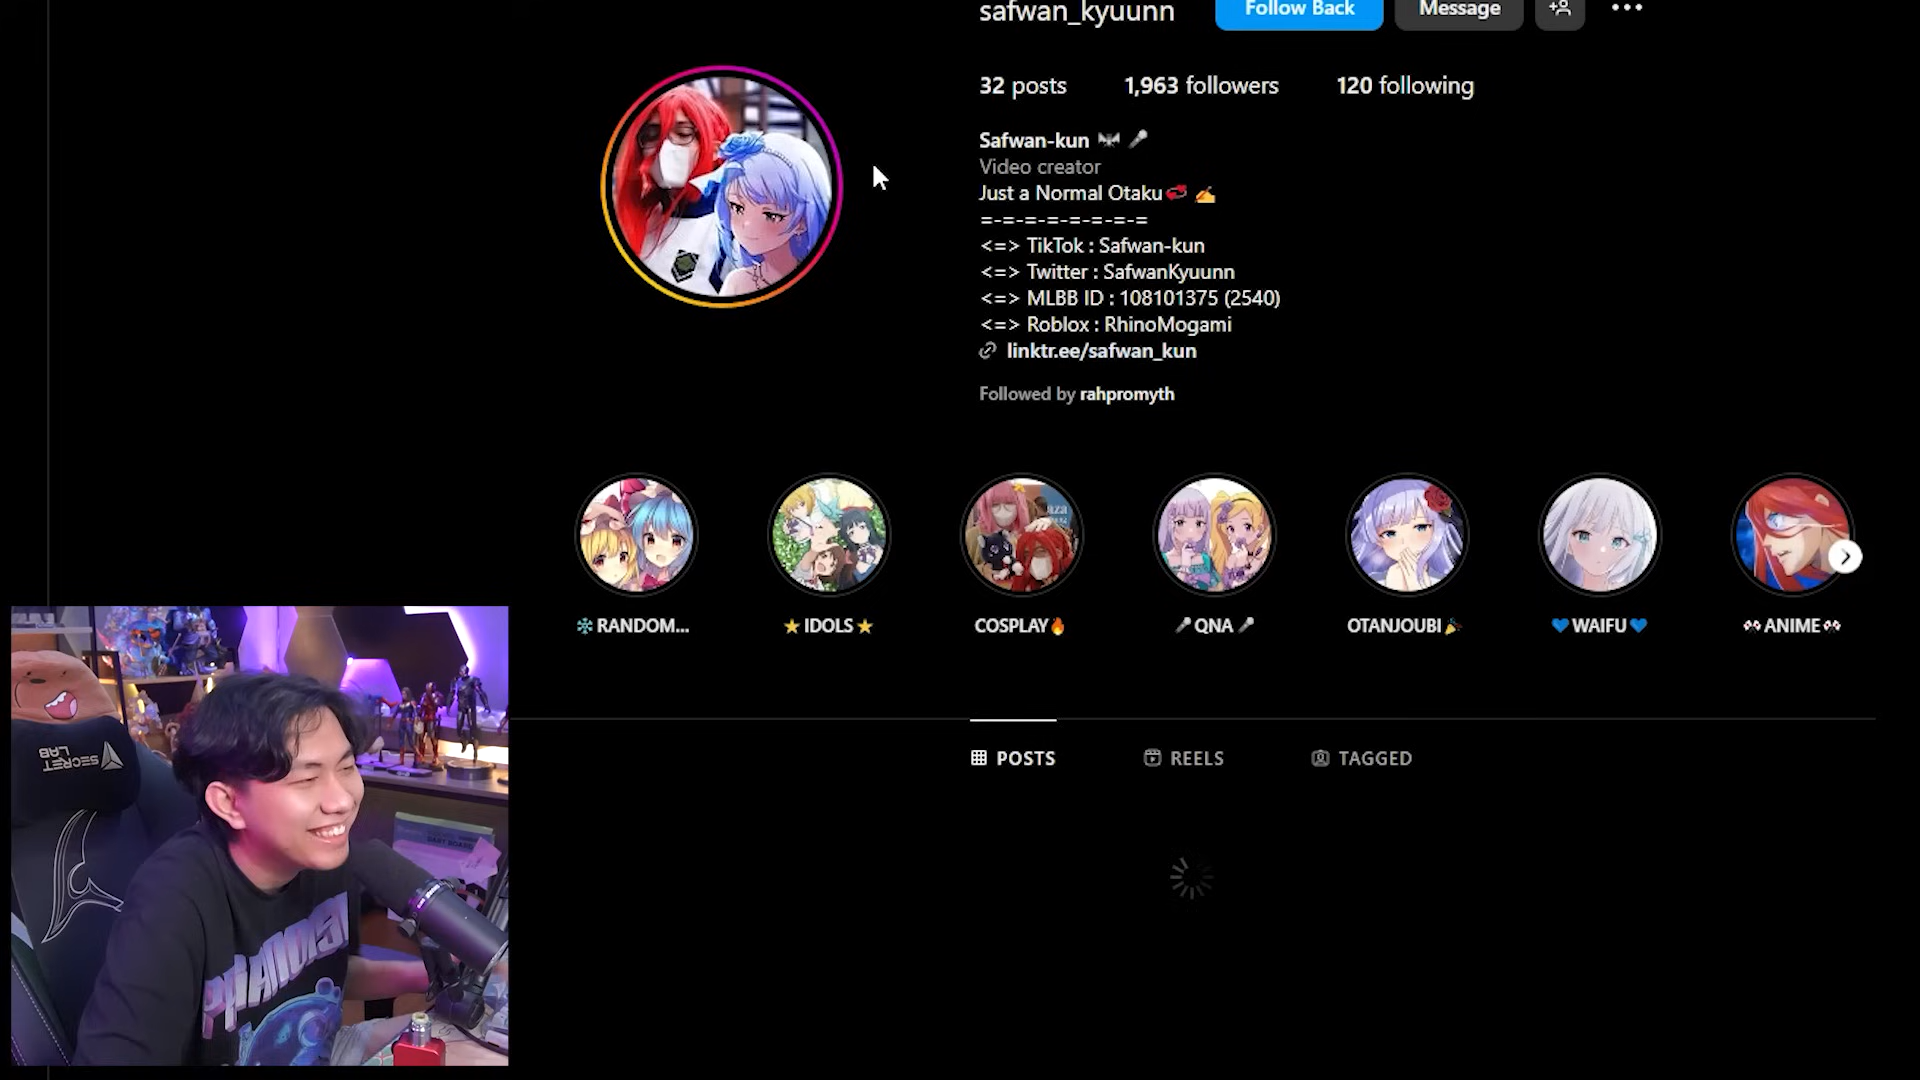 safwan_kyuunn Follow Back Message
32 posts 1,963 followers 120 following
Safwan-kun
Video creator
Just a Normal Otaku💞 ✍️
=-=-=-=-=-=-=-=
<=> TikTok : Safwan-kun
<=> Twitter : SafwanKyuunn
<=> MLBB ID : 108101375 (2540)
<=> Roblox : RhinoMogami
linktr.ee/safwan_kun
Followed by rahpromyth
❄️RANDOM... ⭐IDOLS⭐ COSPLAY🔥 🎤QNA🎤 OTANJOUBI🎉 💙WAIFU💙 🎌ANIME🎌
POSTS REELS TAGGED
SECRET
LAB